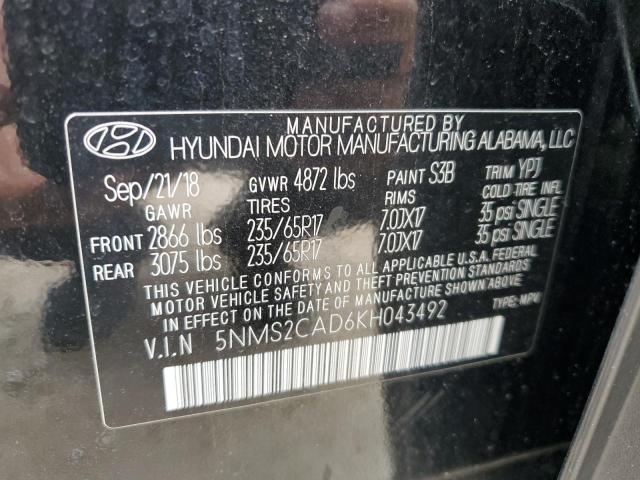 MANUFACTURED BY
HYUNDAI MOTOR MANUFACTURING ALABAMA, LLC
Sep/21/18 GVWR 4872 lbs PAINT S3B TRIM YPJ
GAWR TIRES RIMS COLD TIRE INFL
FRONT 2866 lbs 235/65R17 7.0JX17 35 psi SINGLE
REAR 3075 lbs 235/65R17 7.0JX17 35 psi SINGLE
THIS VEHICLE CONFORMS TO ALL APPLICABLE U.S.A. FEDERAL
MOTOR VEHICLE SAFETY AND THEFT PREVENTION STANDARDS
IN EFFECT ON THE DATE OF MANUFACTURE SHOWN ABOVE.
V.I.N 5NMS2CAD6KH043492 TYPE: MPV